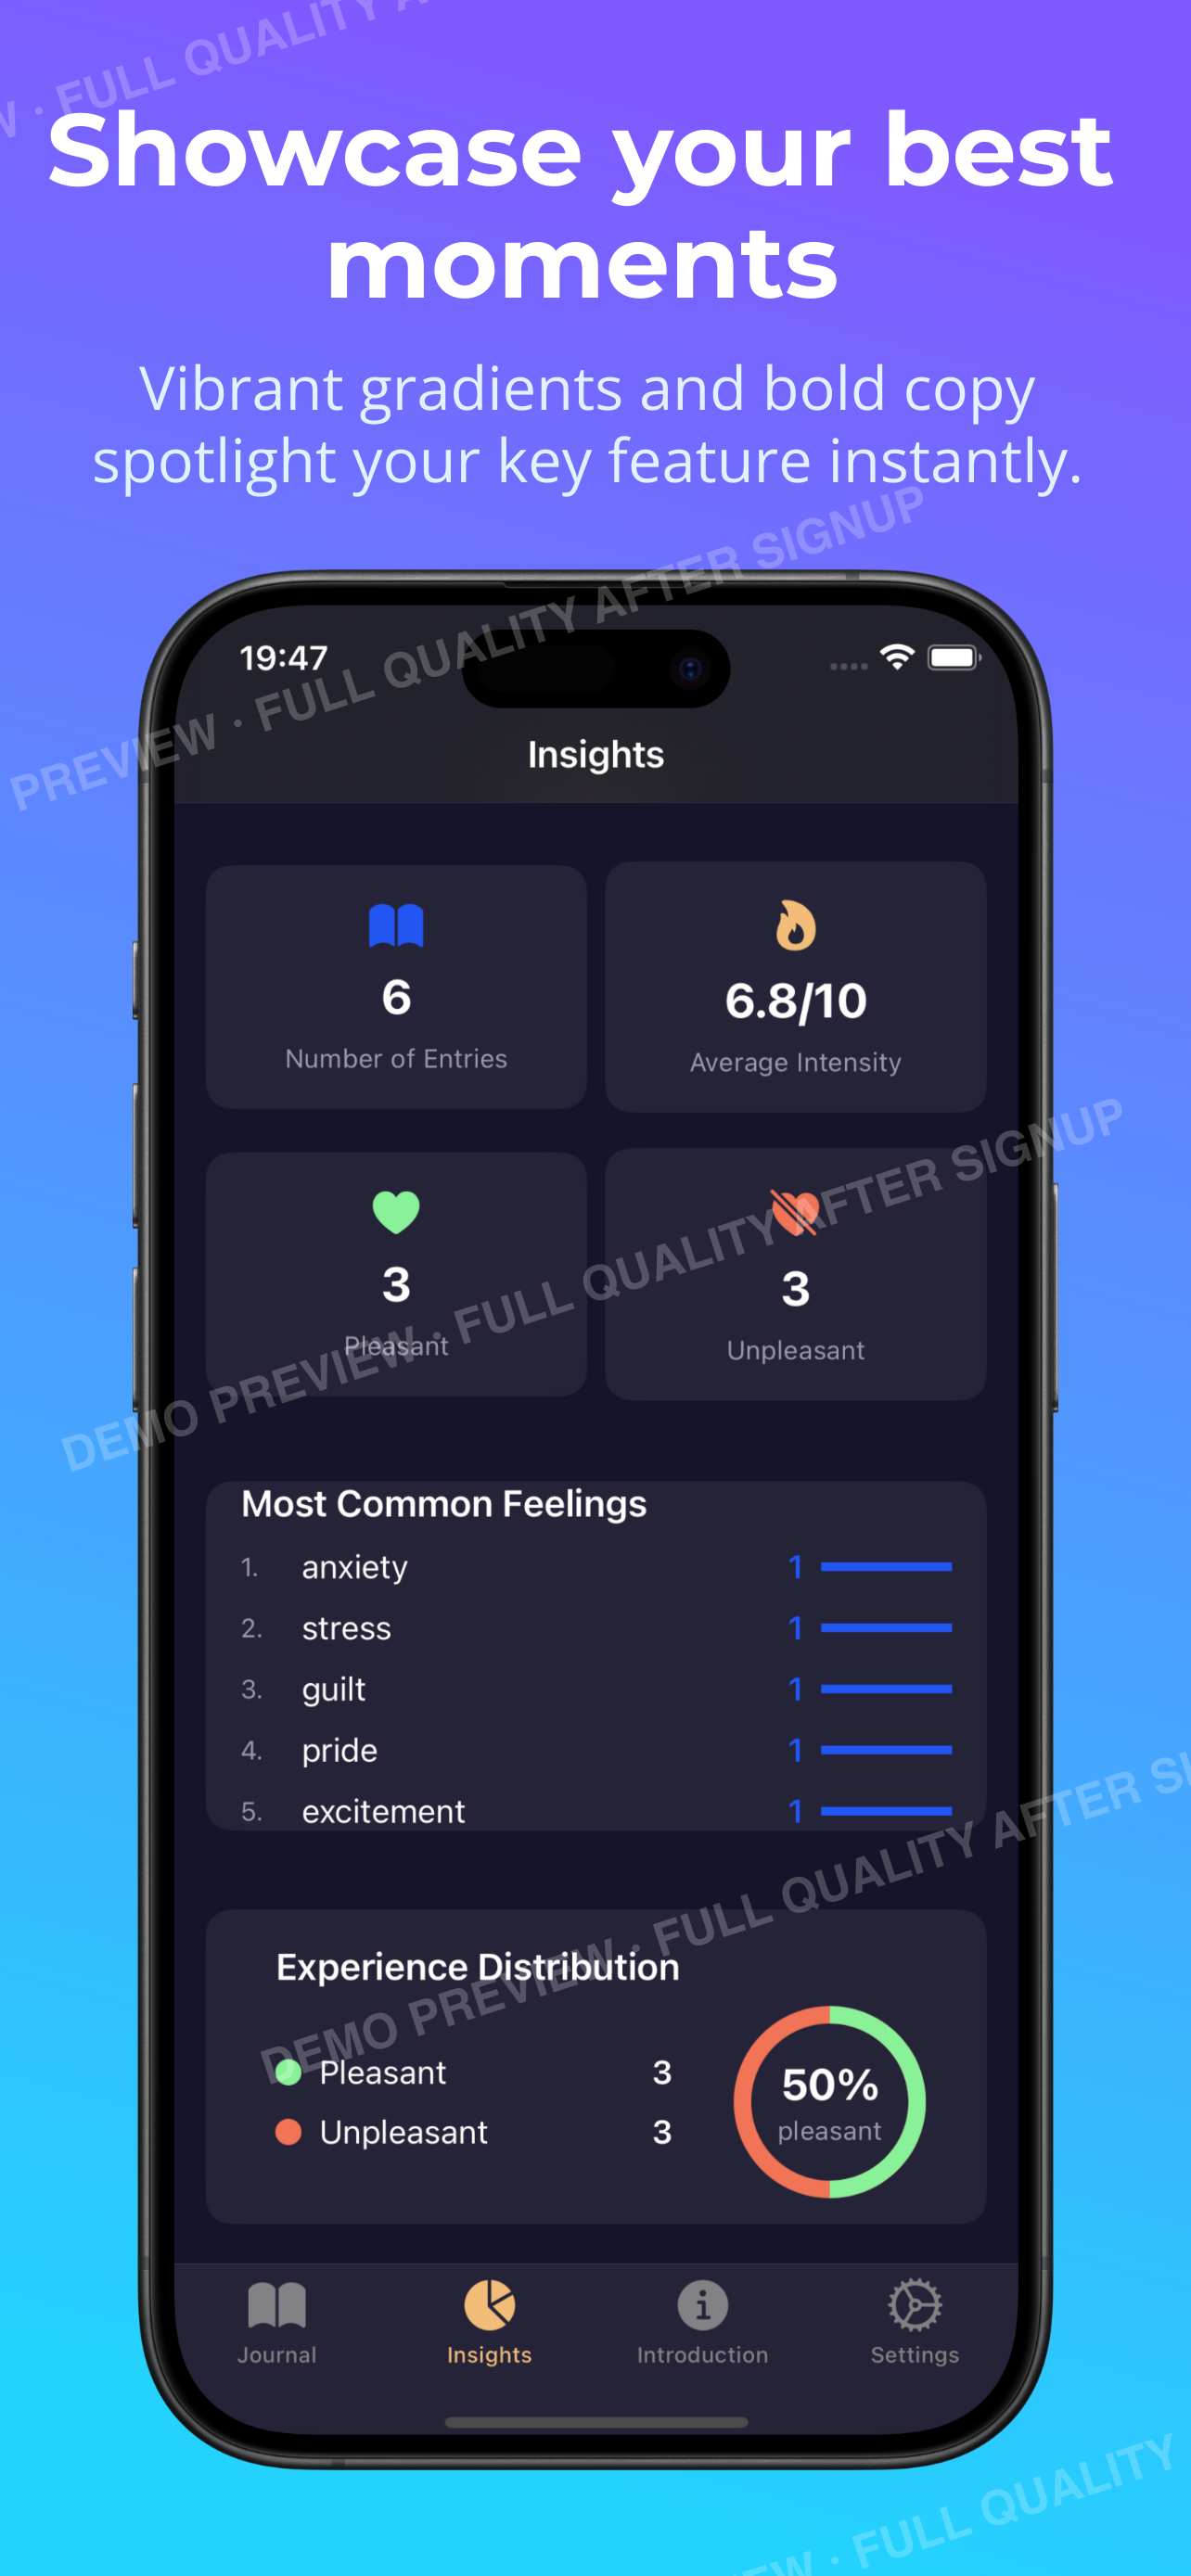 W · FULL QUALITY A
Showcase your best
moments
Vibrant gradients and bold copy
spotlight your key feature instantly.
PREVIEW · FULL QUALITY AFTER SIGNUP
19:47
Insights
6
Number of Entries
6.8/10
Average Intensity
3
Pleasant
3
Unpleasant
DEMO PREVIEW · FULL QUALITY AFTER SIGNUP
Most Common Feelings
1. anxiety 1
2. stress 1
3. guilt 1
4. pride 1
5. excitement 1
DEMO PREVIEW · FULL QUALITY AFTER SI
Experience Distribution
Pleasant 3
Unpleasant 3
50%
pleasant
Journal
Insights
Introduction
Settings
EW · FULL QUALITY